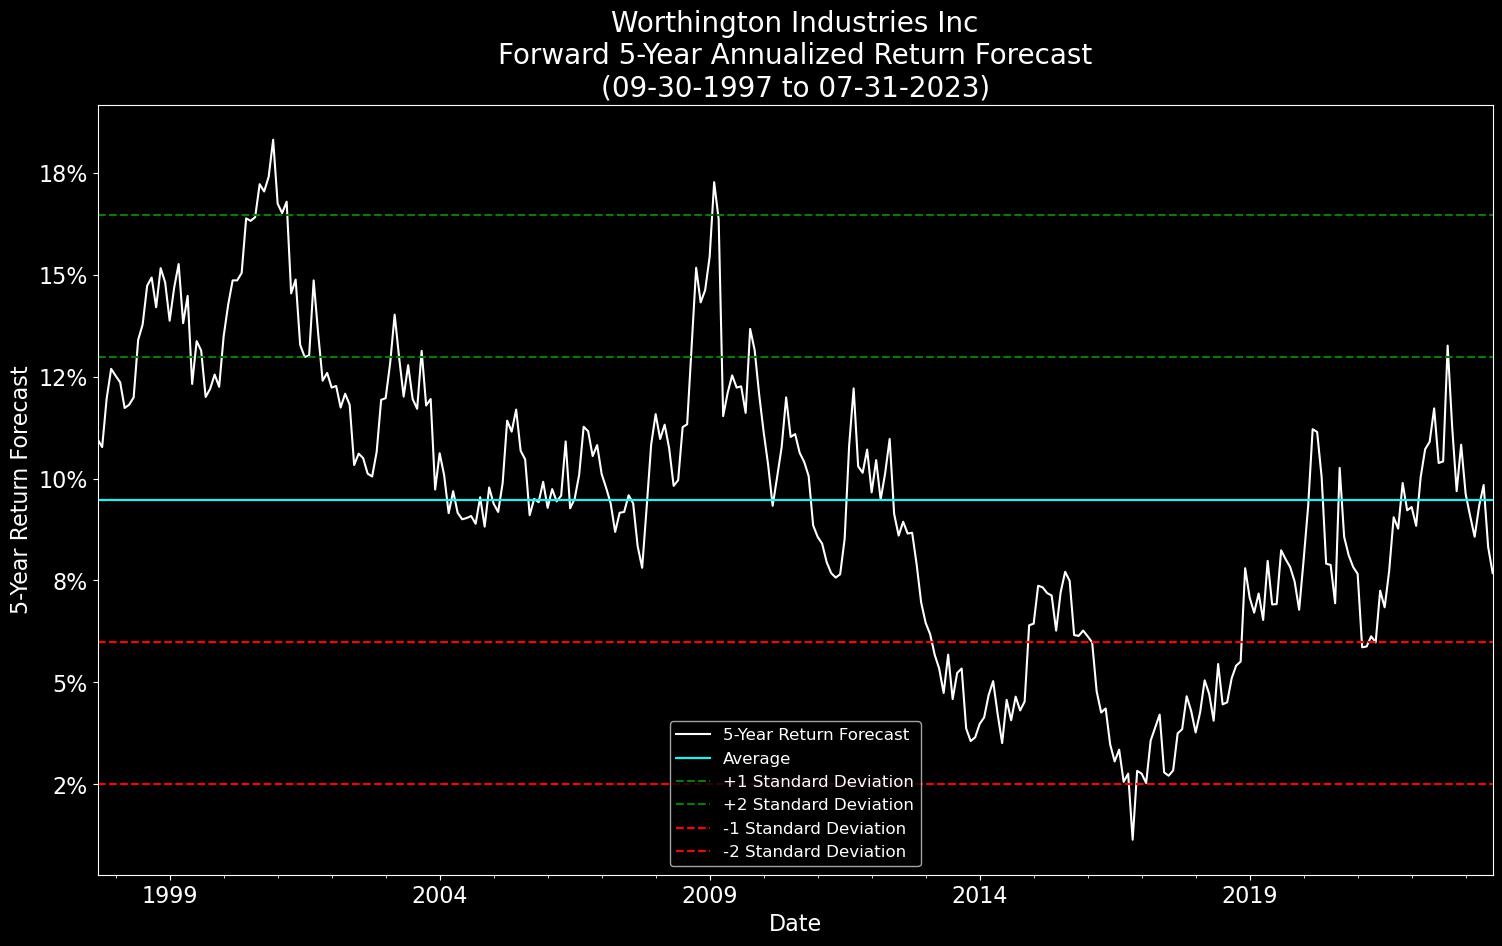 Worthington Industries Inc
Forward 5-Year Annualized Return Forecast
(09-30-1997 to 07-31-2023)
5-Year Return Forecast
18%
15%
12%
10%
8%
5%
2%
5-Year Return Forecast
Average
+1 Standard Deviation
+2 Standard Deviation
-1 Standard Deviation
-2 Standard Deviation
1999
2004
2009
2014
2019
Date